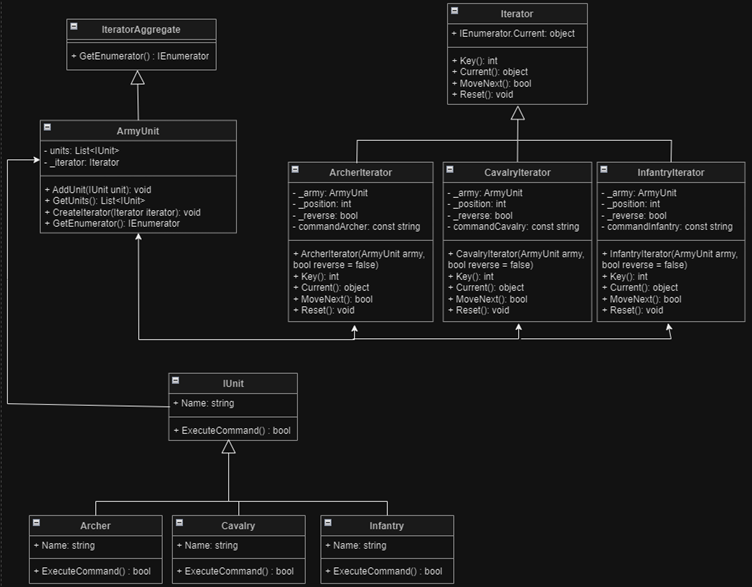 IteratorAggregate
+ GetEnumerator() : IEnumerator
Iterator
+ IEnumerator.Current: object
+ Key(): int
+ Current(): object
+ MoveNext(): bool
+ Reset(): void
ArmyUnit
- units: List<IUnit>
- _iterator: Iterator
+ AddUnit(IUnit unit): void
+ GetUnits(): List<IUnit>
+ CreateIterator(Iterator iterator): void
+ GetEnumerator(): IEnumerator
ArcherIterator
- _army: ArmyUnit
- _position: int
- _reverse: bool
- commandArcher: const string
+ ArcherIterator(ArmyUnit army,
bool reverse = false)
+ Key(): int
+ Current(): object
+ MoveNext(): bool
+ Reset(): void
CavalryIterator
- _army: ArmyUnit
- _position: int
- _reverse: bool
- commandCavalry: const string
+ CavalryIterator(ArmyUnit army,
bool reverse = false)
+ Key(): int
+ Current(): object
+ MoveNext(): bool
+ Reset(): void
InfantryIterator
- _army: ArmyUnit
- _position: int
- _reverse: bool
- commandInfantry: const string
+ InfantryIterator(ArmyUnit army,
bool reverse = false)
+ Key(): int
+ Current(): object
+ MoveNext(): bool
+ Reset(): void
IUnit
+ Name: string
+ ExecuteCommand() : bool
Archer
+ Name: string
+ ExecuteCommand() : bool
Cavalry
+ Name: string
+ ExecuteCommand() : bool
Infantry
+ Name: string
+ ExecuteCommand() : bool